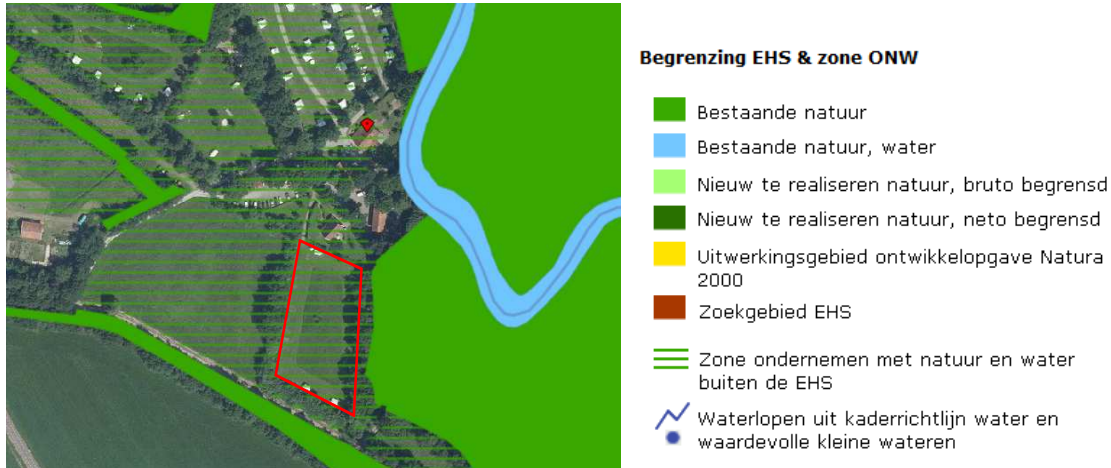 Begrenzing EHS & zone ONW
Bestaande natuur
Bestaande natuur, water
Nieuw te realiseren natuur, bruto begrensd
Nieuw te realiseren natuur, neto begrensd
Uitwerkingsgebied ontwikkelopgave Natura
2000
Zoekgebied EHS
Zone ondernemen met natuur en water
buiten de EHS
Waterlopen uit kaderrichtlijn water en
waardevolle kleine wateren